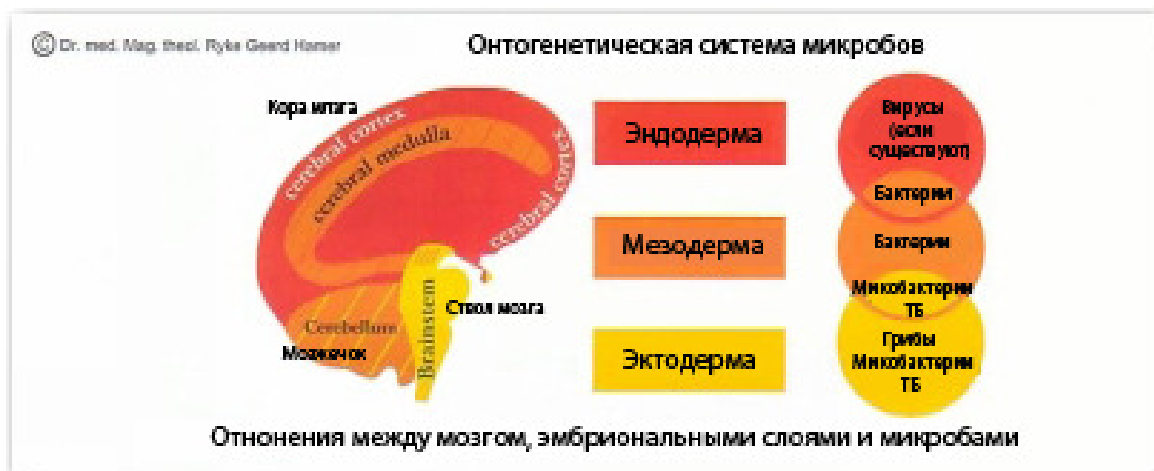 © Dr. med. Mag. theol. Ryke Geerd Hamer
Онтогенетическая система микробов
Кора мпага
cerebral cortex
cerebral medulla
cerebral cortex
Cerebellum
Мозжечок
Brainstem
Ствол мозга
Эндодерма
Мезодерма
Эктодерма
Вирусы
(если
существуют)
Бактерии
Бактерии
Микобактерии
ТБ
Грибы
Микобактерии
ТБ
Отнонения между мозгом, эмбриональными слоями и микробами